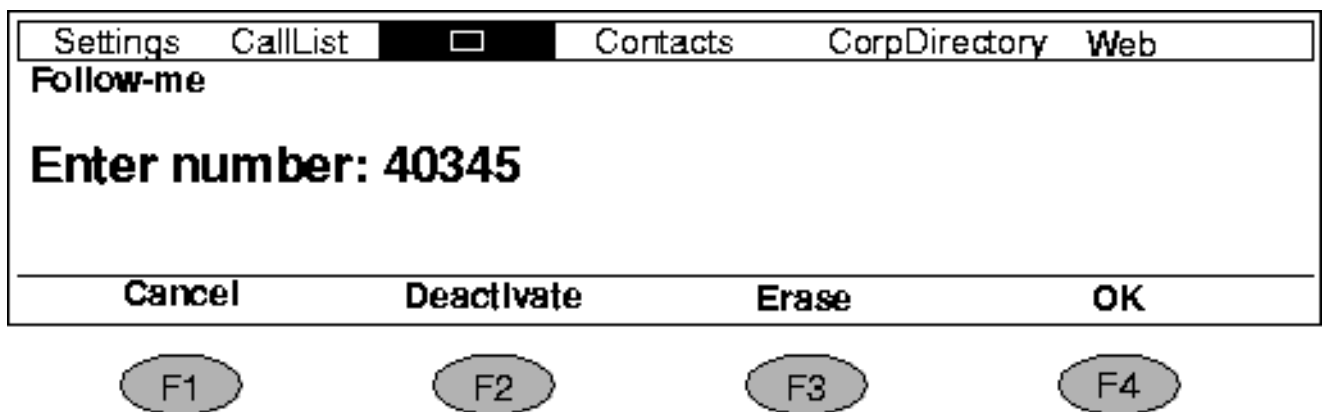 Settings CallList Contacts CorpDirectory Web
Follow-me
Enter number: 40345
Cancel Deactivate Erase OK
F1 F2 F3 F4